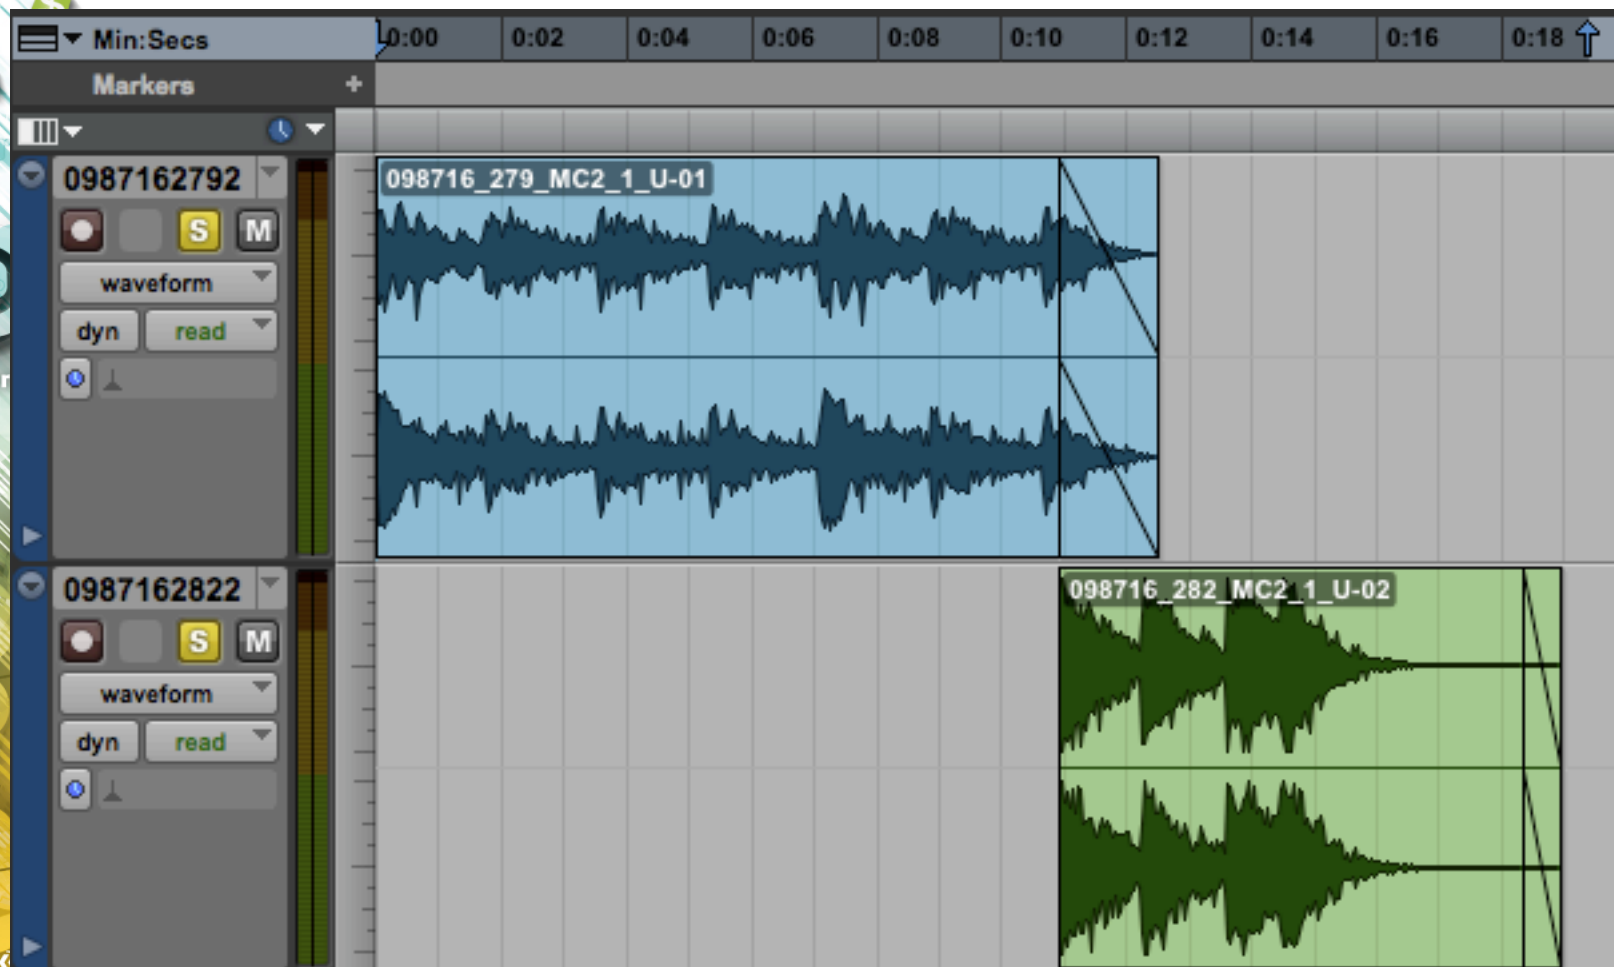 Min:Secs 0:00 0:02 0:04 0:06 0:08 0:10 0:12 0:14 0:16 0:18
Markers +
0987162792
098716_279_MC2_1_U-01
S M
waveform
dyn read
0987162822
098716_282_MC2_1_U-02
S M
waveform
dyn read